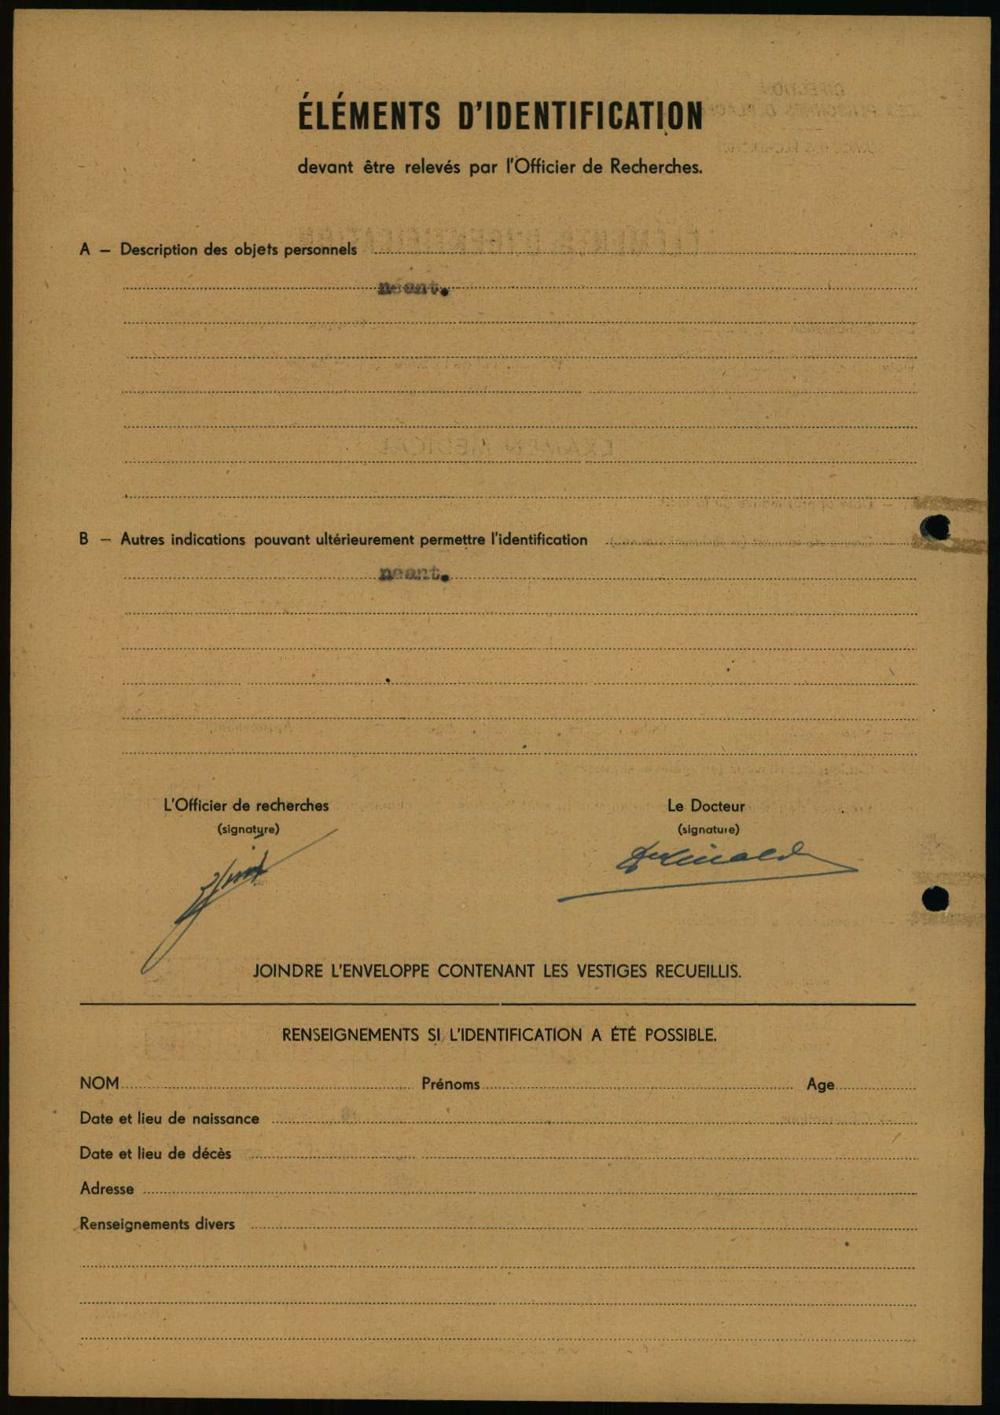 ÉLÉMENTS D'IDENTIFICATION
devant être relevés par l'Officier de Recherches.
A — Description des objets personnels
néant.
B — Autres indications pouvant ultérieurement permettre l'identification
néant.
L'Officier de recherches
(signature)
Le Docteur
(signature)
JOINDRE L'ENVELOPPE CONTENANT LES VESTIGES RECUEILLIS.
RENSEIGNEMENTS SI L'IDENTIFICATION A ÉTÉ POSSIBLE.
NOM Prénoms Age
Date et lieu de naissance
Date et lieu de décès
Adresse
Renseignements divers